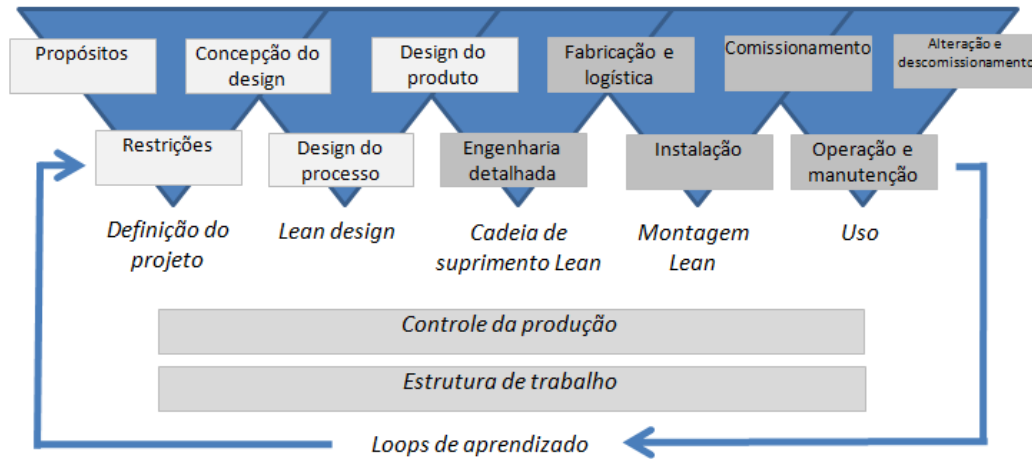 Propósitos
Concepção do
design
Design do
produto
Fabricação e
logística
Comissionamento
Alteração e
descomissionamento
Restrições
Design do
processo
Engenharia
detalhada
Instalação
Operação e
manutenção
Definição do
projeto
Lean design
Cadeia de
suprimento Lean
Montagem
Lean
Uso
Controle da produção
Estrutura de trabalho
Loops de aprendizado